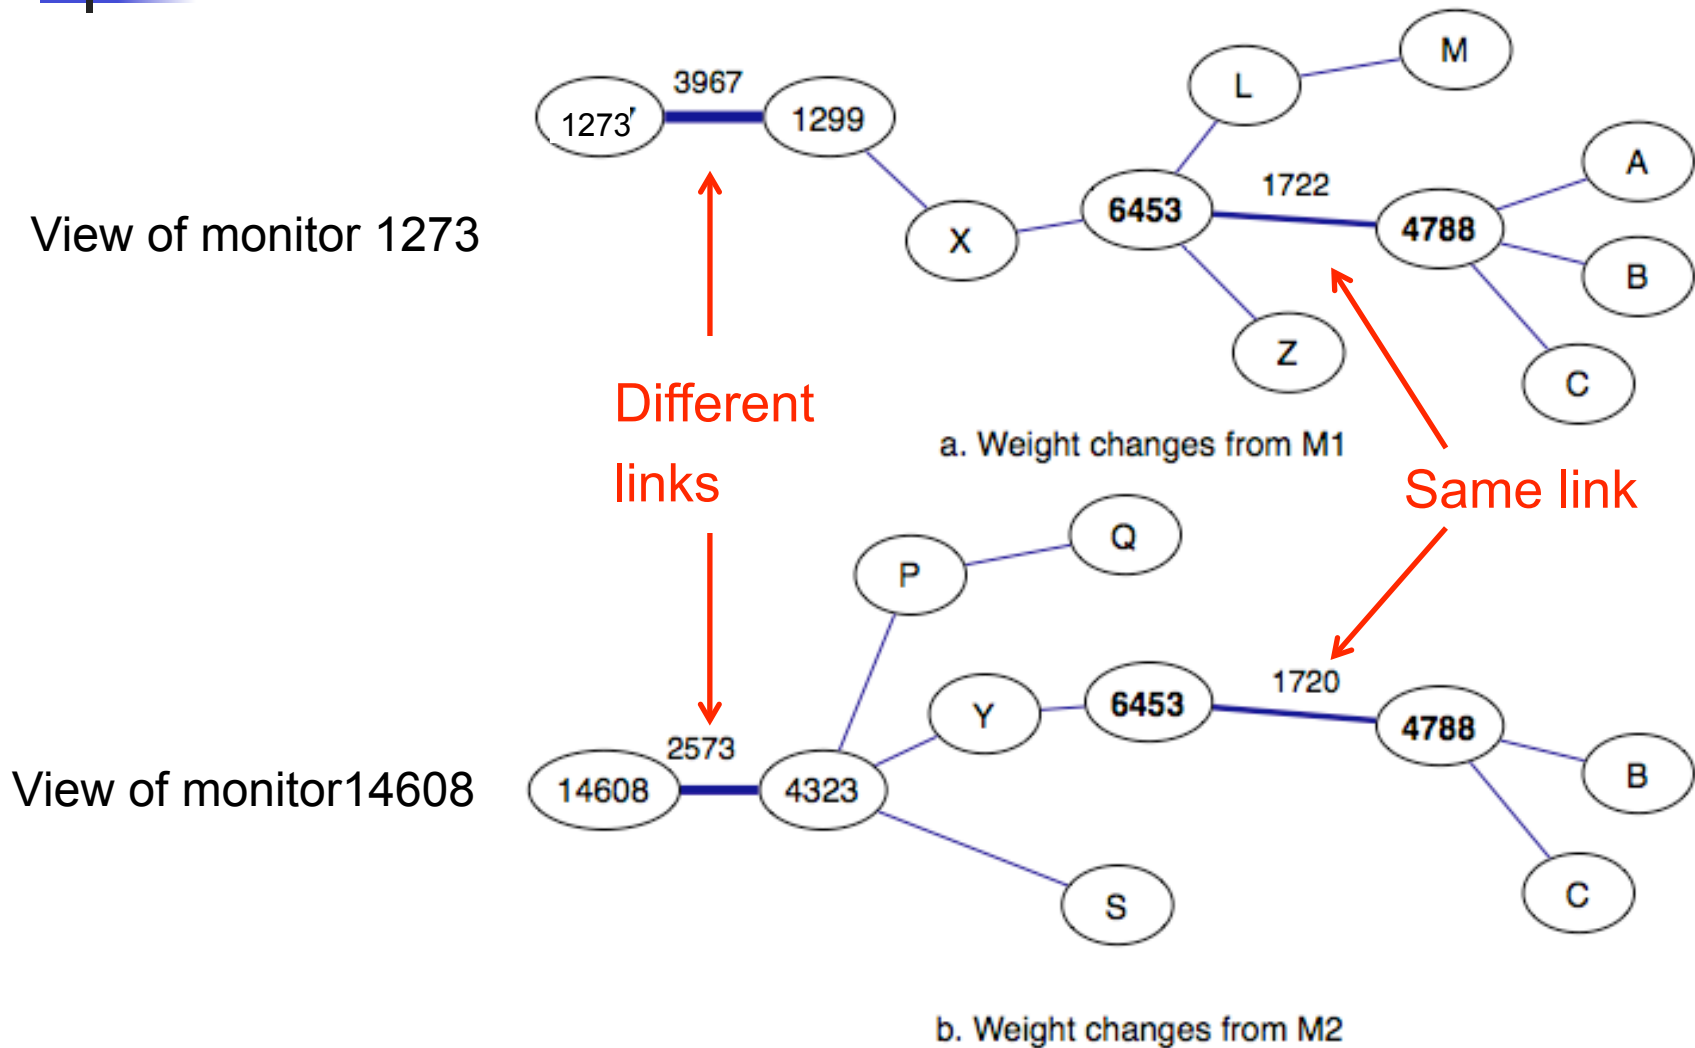 M
3967
L
1273
1299
A
1722
6453
4788
View of monitor 1273
X
B
Z
C
Different
links
a. Weight changes from M1
Same link
Q
P
1720
6453
Y
4788
2573
B
View of monitor14608
14608
4323
C
S
b. Weight changes from M2